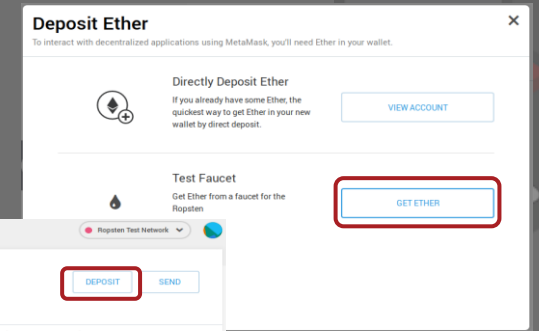 Deposit Ether
To interact with decentralized applications using MetaMask, you'll need Ether in your wallet.
Directly Deposit Ether
If you already have some Ether, the
quickest way to get Ether in your new
wallet by direct deposit.
VIEW ACCOUNT
Test Faucet
Get Ether from a faucet for the
Ropsten
GET ETHER
Ropsten Test Network
DEPOSIT
SEND